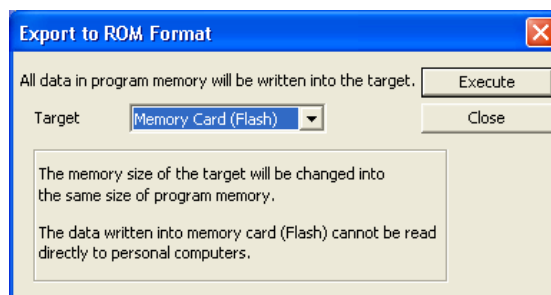 Export to ROM Format
All data in program memory will be written into the target.
Execute
Target
Memory Card (Flash)
Close
The memory size of the target will be changed into
the same size of program memory.
The data written into memory card (Flash) cannot be read
directly to personal computers.